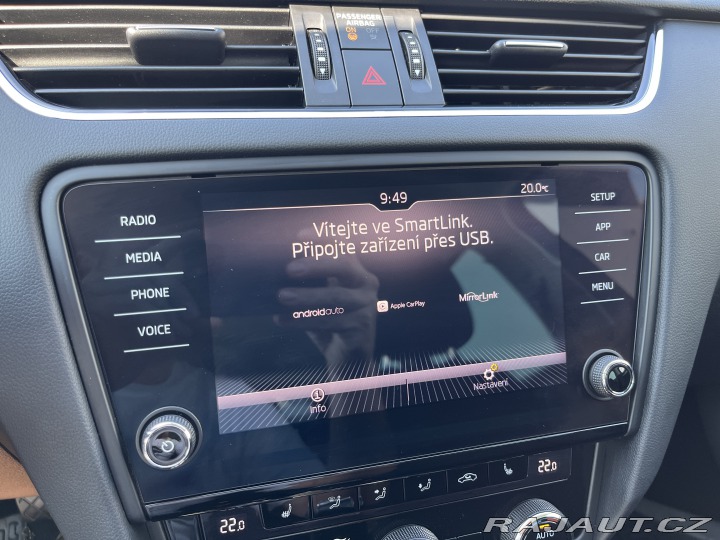 PASSENGER
AIRBAG
ON OFF
9:49
20.0°C
Vítejte ve SmartLink.
Připojte zařízení přes USB.
androidauto
Apple CarPlay
MirrorLink
Info
Nastavení
RADIO
MEDIA
PHONE
VOICE
SETUP
APP
CAR
MENU
22.0
22.0
AUTO
RAJAUT.CZ